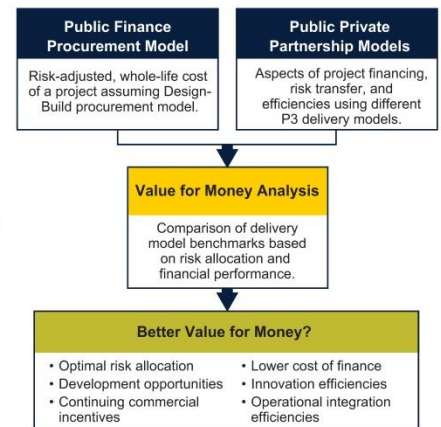 Public Finance
Procurement Model
Risk-adjusted, whole-life cost
of a project assuming Design-
Build procurement model.
Public Private
Partnership Models
Aspects of project financing,
risk transfer, and
efficiencies using different
P3 delivery models.
Value for Money Analysis
Comparison of delivery
model benchmarks based
on risk allocation and
financial performance.
Better Value for Money?
• Optimal risk allocation
• Development opportunities
• Continuing commercial
incentives
• Lower cost of finance
• Innovation efficiencies
• Operational integration
efficiencies